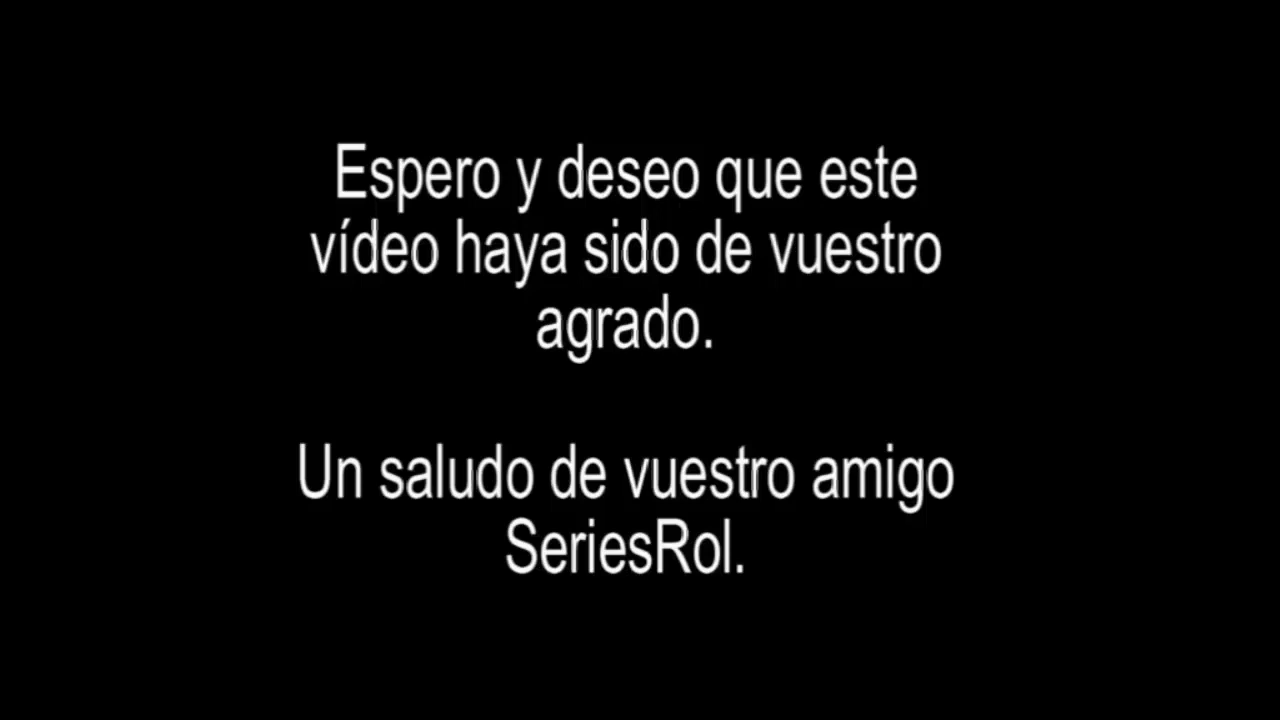 Espero y deseo que este
vídeo haya sido de vuestro
agrado.
Un saludo de vuestro amigo
SeriesRol.